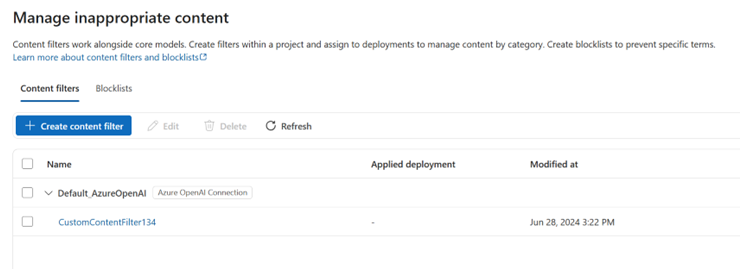 Manage inappropriate content
Content filters work alongside core models. Create filters within a project and assign to deployments to manage content by category. Create blocklists to prevent specific terms.
Learn more about content filters and blocklists
Content filters Blocklists
Create content filter Edit Delete Refresh
Name Applied deployment Modified at
Default_AzureOpenAI Azure OpenAI Connection
CustomContentFilter134 - Jun 28, 2024 3:22 PM